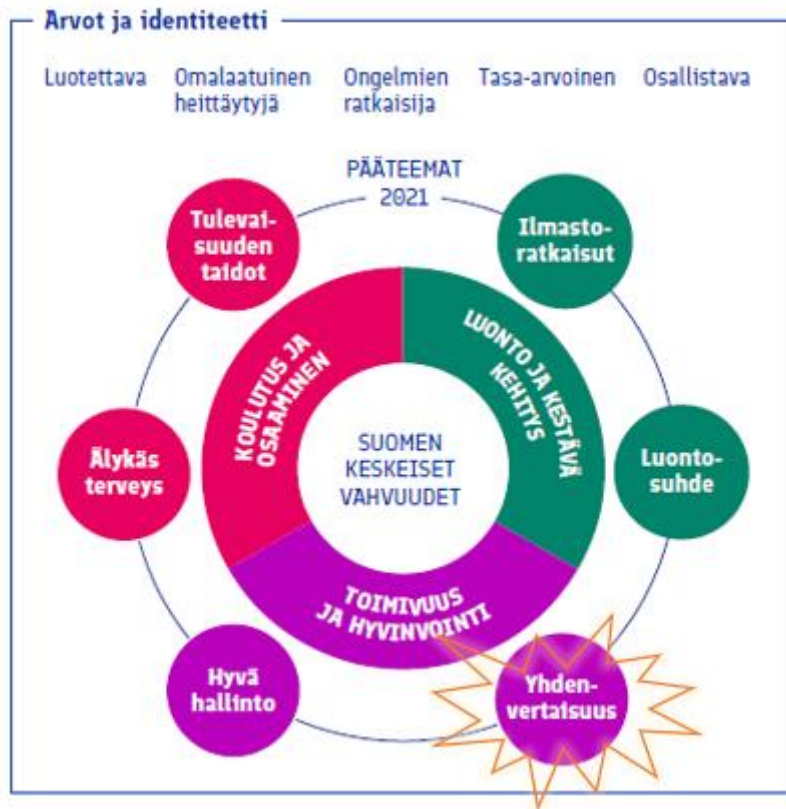 Arvot ja identiteetti
Luotettava
Omalaatuinen
heittäytyjä
Ongelmien
ratkaisija
Tasa-arvoinen
Osallistava
PÄÄTEEMAT
2021
Tulevai-
suuden
taidot
Ilmasto-
ratkaisut
KOULUTUS JA
OSAAMINEN
LUONTO JA KESTÄVÄ
KEHITYS
Älykäs
terveys
SUOMEN
KESKEISET
VAHVUUDET
Luonto-
suhde
TOIMIVUUS
JA HYVINVOINTI
Hyvä
hallinto
Yhden-
vertaisuus